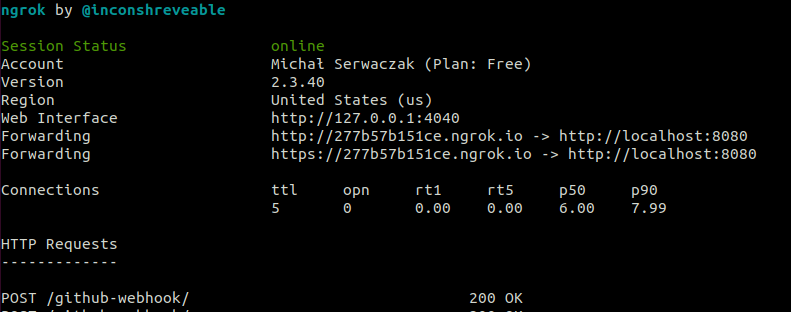 ngrok by @inconshreveable
Session Status online
Account Michał Serwaczak (Plan: Free)
Version 2.3.40
Region United States (us)
Web Interface http://127.0.0.1:4040
Forwarding http://277b57b151ce.ngrok.io -> http://localhost:8080
Forwarding https://277b57b151ce.ngrok.io -> http://localhost:8080
Connections ttl opn rt1 rt5 p50 p90
5 0 0.00 0.00 6.00 7.99
HTTP Requests
-------------
POST /github-webhook/ 200 OK